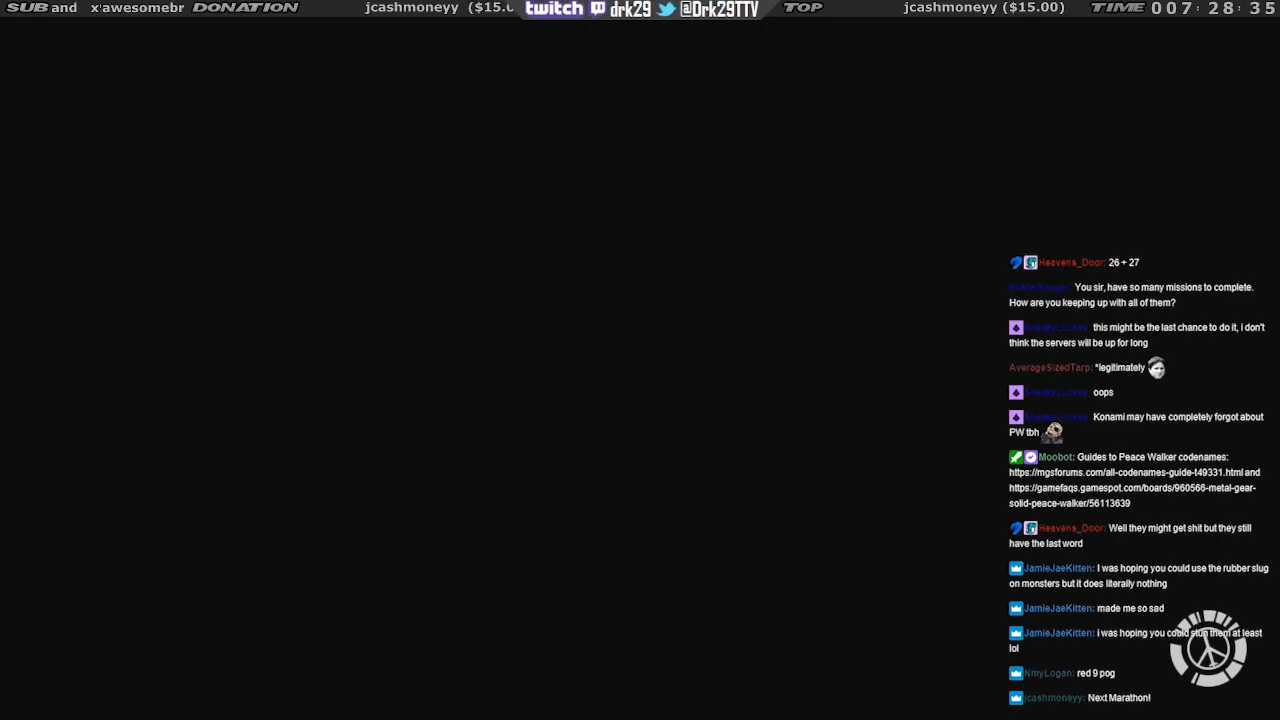 SUB and x'awesomebr DONATION jcashmoneyy ($15.0 twitch drk29 @Drk29TTV TOP jcashmoneyy ($15.00) TIME 007:28:35
Heavens_Door: 26 + 27
You sir, have so many missions to complete.
How are you keeping up with all of them?
this might be the last chance to do it, i don't
think the servers will be up for long
AverageSizedTarp: *legitimately
oops
Konami may have completely forgot about
PW tbh
Moobot: Guides to Peace Walker codenames:
https://mgsforums.com/all-codenames-guide-t49331.html and
https://gamefaqs.gamespot.com/boards/960566-metal-gear-
solid-peace-walker/56113639
Heavens_Door: Well they might get shit but they still
have the last word
JamieJaeKitten: I was hoping you could use the rubber slug
on monsters but it does literally nothing
JamieJaeKitten: made me so sad
JamieJaeKitten: i was hoping you could stun them at least
lol
NmyLogan: red 9 pog
jcashmoneyy: Next Marathon!